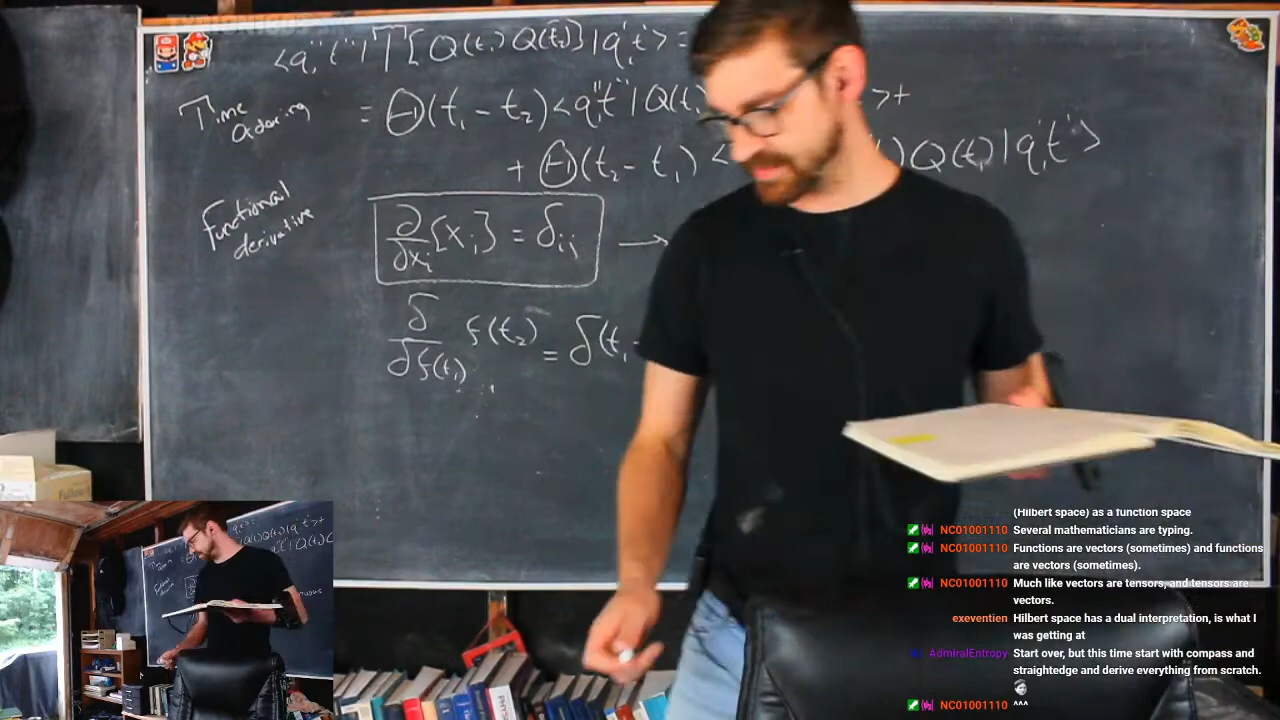 <q,"t"|T[Q(t₁)Q(t₂)]|q,'t'> =
Time Ordering
= Θ(t₁ - t₂)<q,"t"|Q(t₁ >+
+ Θ(t₂ - t₁)< )Q(t₁)|q,'t'>
Functional derivative
∂/∂xᵢ [xⱼ] = δᵢⱼ →
δ/δf(t₁) f(t₂) = δ(t₁ -
(Hilbert space) as a function space
NC01001110 Several mathematicians are typing.
NC01001110 Functions are vectors (sometimes) and functions
are vectors (sometimes).
NC01001110 Much like vectors are tensors, and tensors are
vectors.
exeventien Hilbert space has a dual interpretation, is what I
was getting at
AdmiralEntropy Start over, but this time start with compass and
straightedge and derive everything from scratch.
NC01001110 ^^^